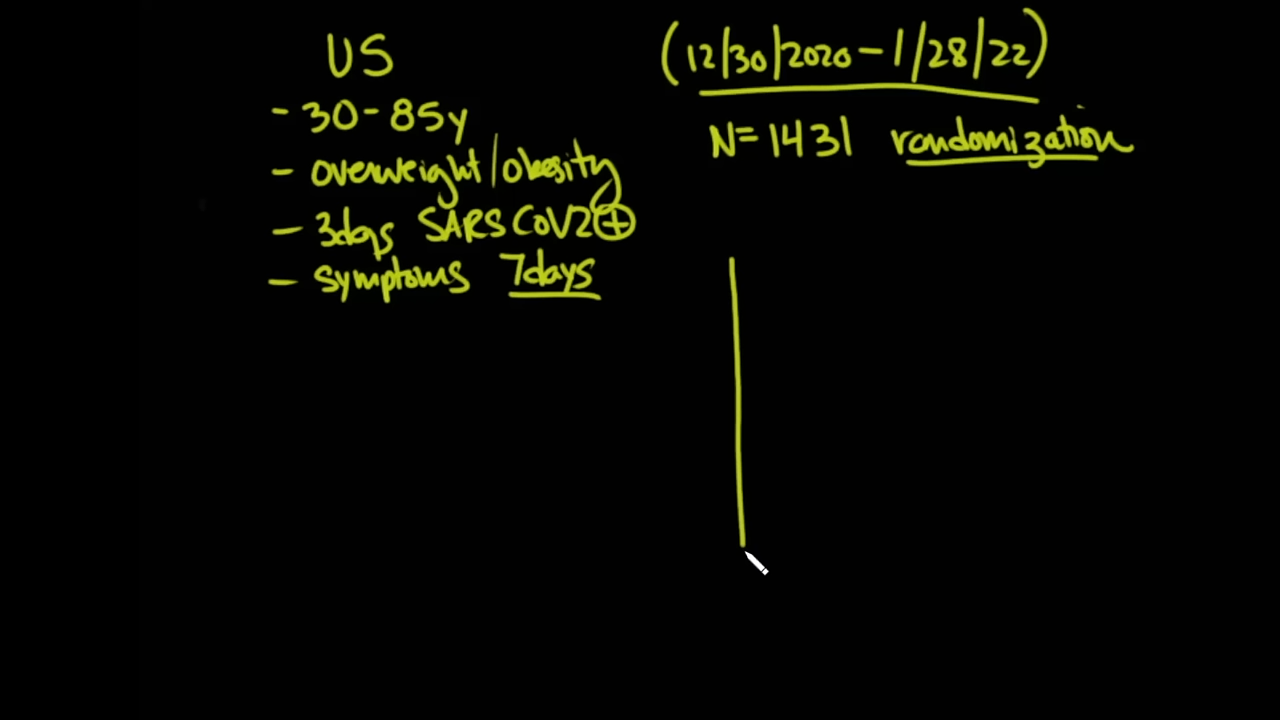 US
- 30-85y
- overweight/obesity
- 3days SARS CoV2 ⊕
- symptoms 7days
(12/30/2020 - 1/28/22)
N=1431 randomization